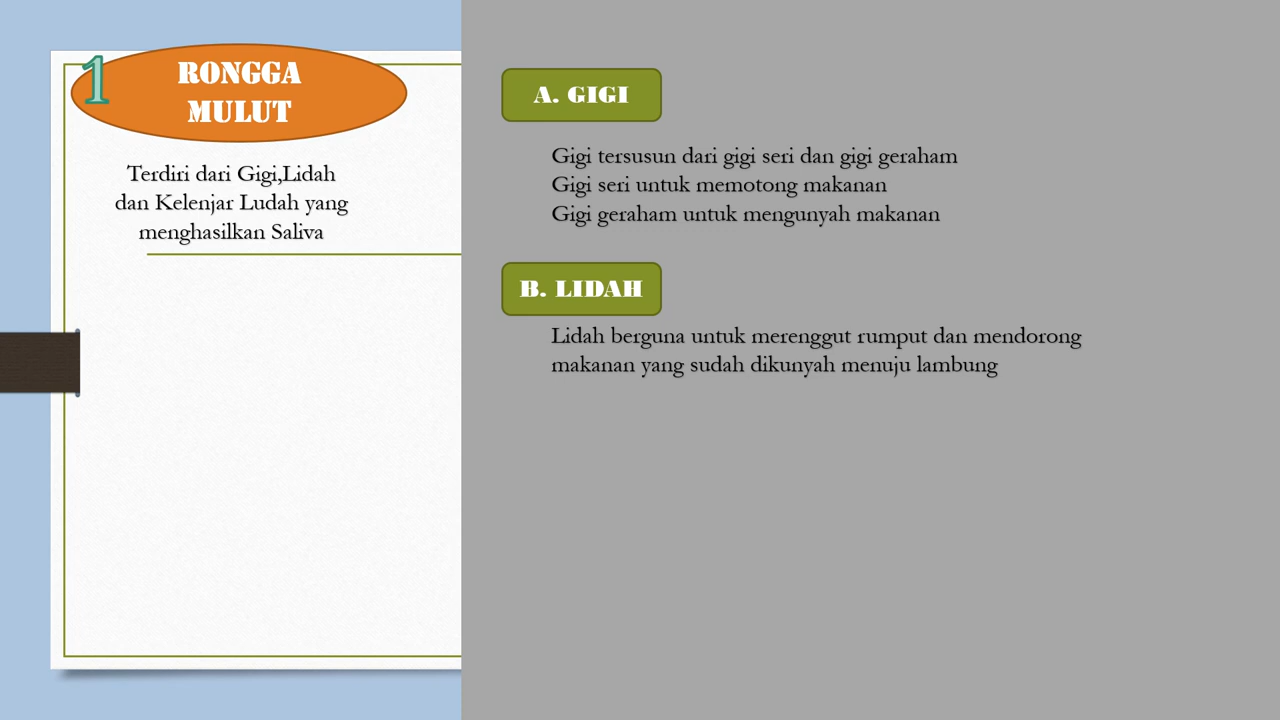 1
RONGGA
MULUT
Terdiri dari Gigi,Lidah
dan Kelenjar Ludah yang
menghasilkan Saliva
A. GIGI
Gigi tersusun dari gigi seri dan gigi geraham
Gigi seri untuk memotong makanan
Gigi geraham untuk mengunyah makanan
B. LIDAH
Lidah berguna untuk merenggut rumput dan mendorong
makanan yang sudah dikunyah menuju lambung